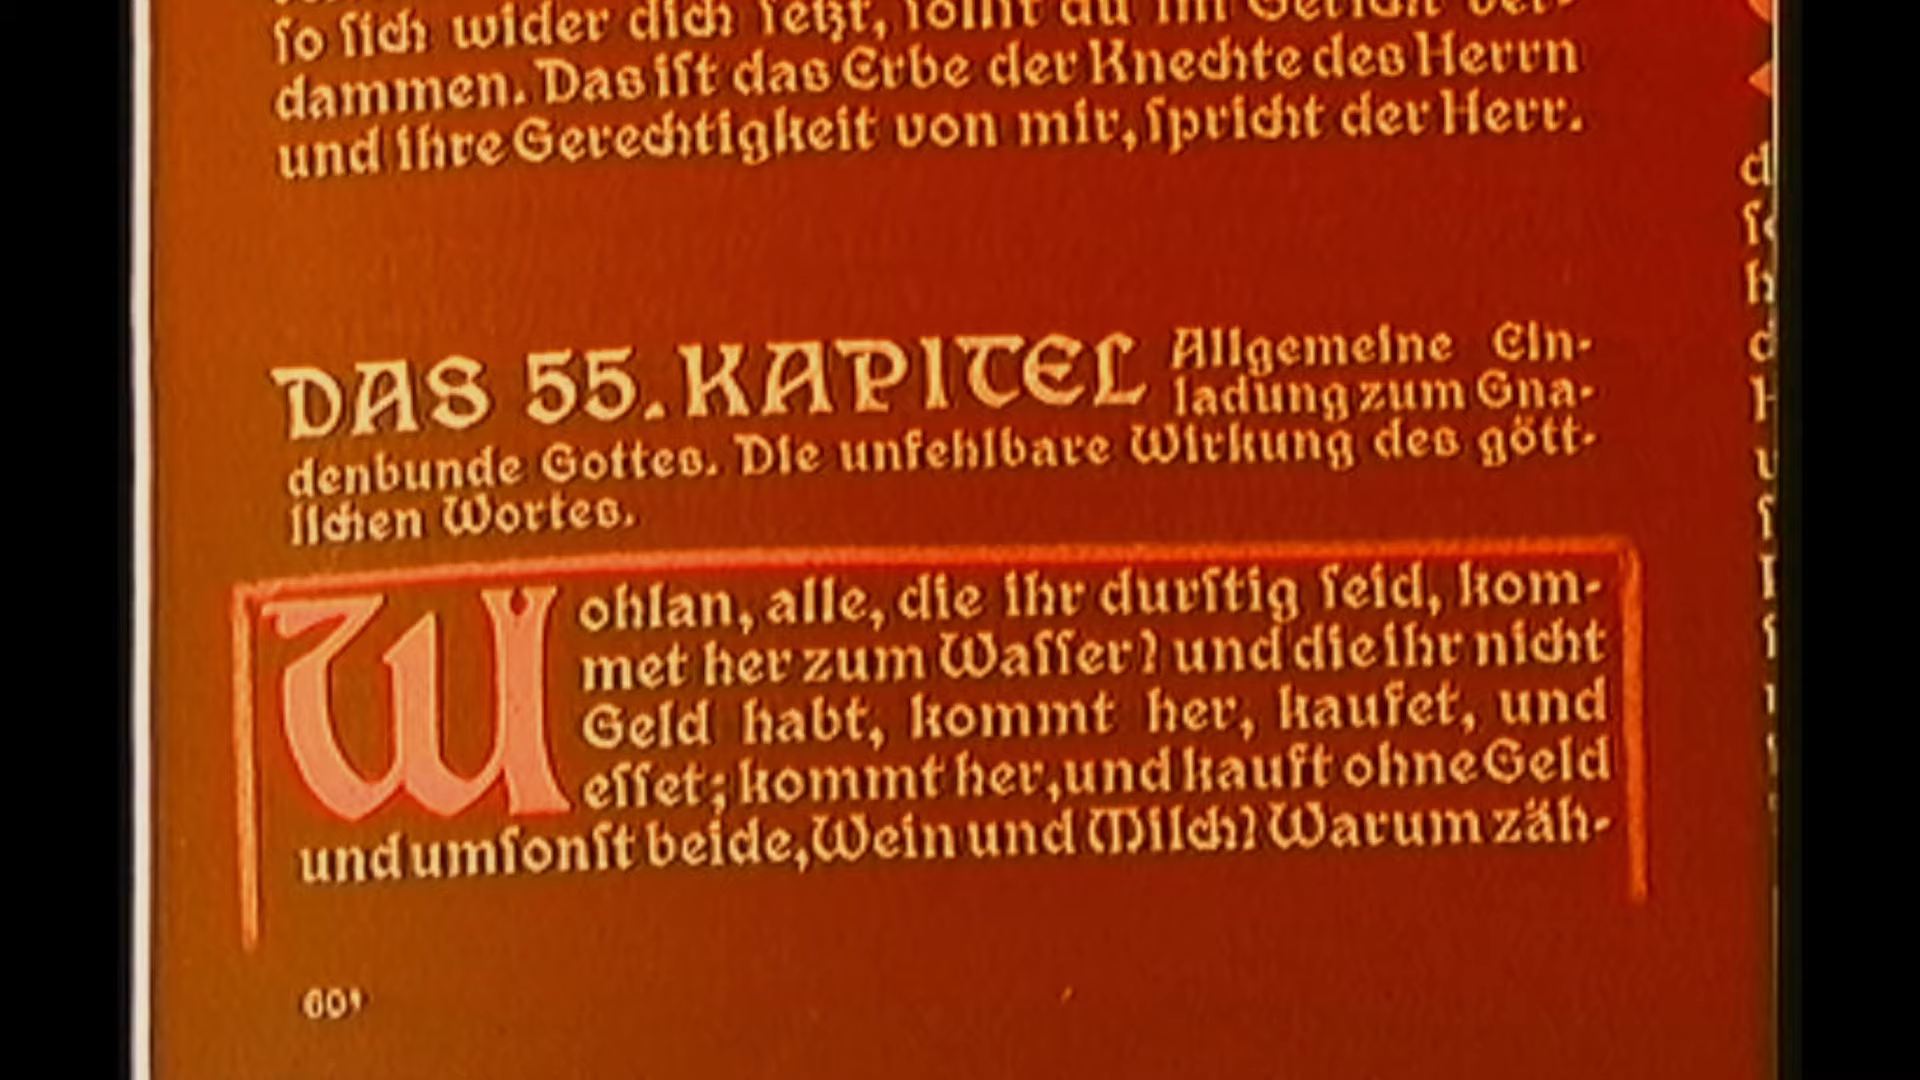 so sich wider dich setzt, sollst du im Gericht ver-
dammen. Das ist das Erbe der Knechte des Herrn
und ihre Gerechtigkeit von mir, spricht der Herr.
DAS 55. KAPITEL Allgemeine Ein-
ladung zum Gna-
denbunde Gottes. Die unfehlbare Wirkung des gött-
lichen Wortes.
Wohlan, alle, die ihr durstig seid, kom-
met her zum Wasser! und die ihr nicht
Geld habt, kommt her, kaufet, und
esset; kommt her, und kauft ohne Geld
und umsonst beide, Wein und Milch! Warum zäh-